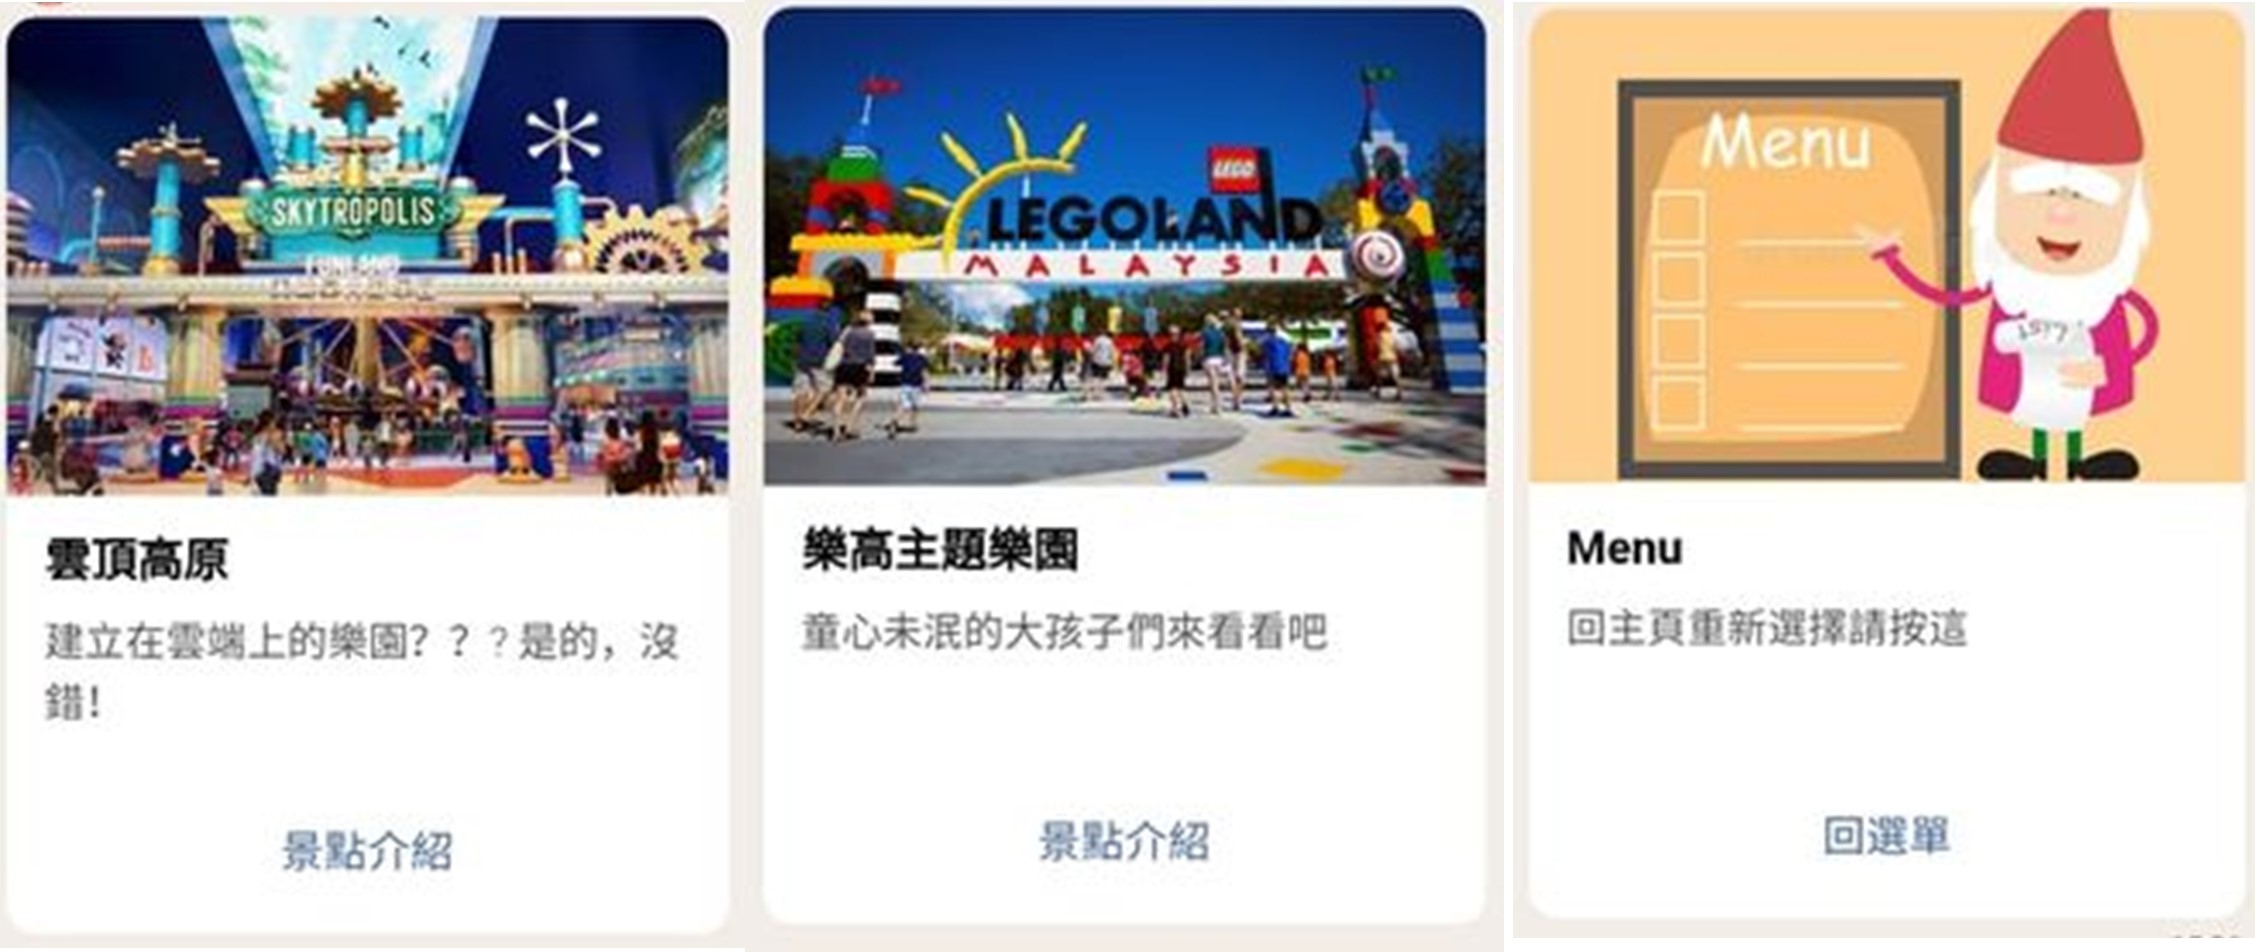 SKYTROPOLIS
FUNLAND
雲頂高原
建立在雲端上的樂園？？？是的，沒
錯！
景點介紹
LEGO
LEGOLAND
MALAYSIA
樂高主題樂園
童心未泯的大孩子們來看看吧
景點介紹
Menu
Menu
回主頁重新選擇請按這
回選單